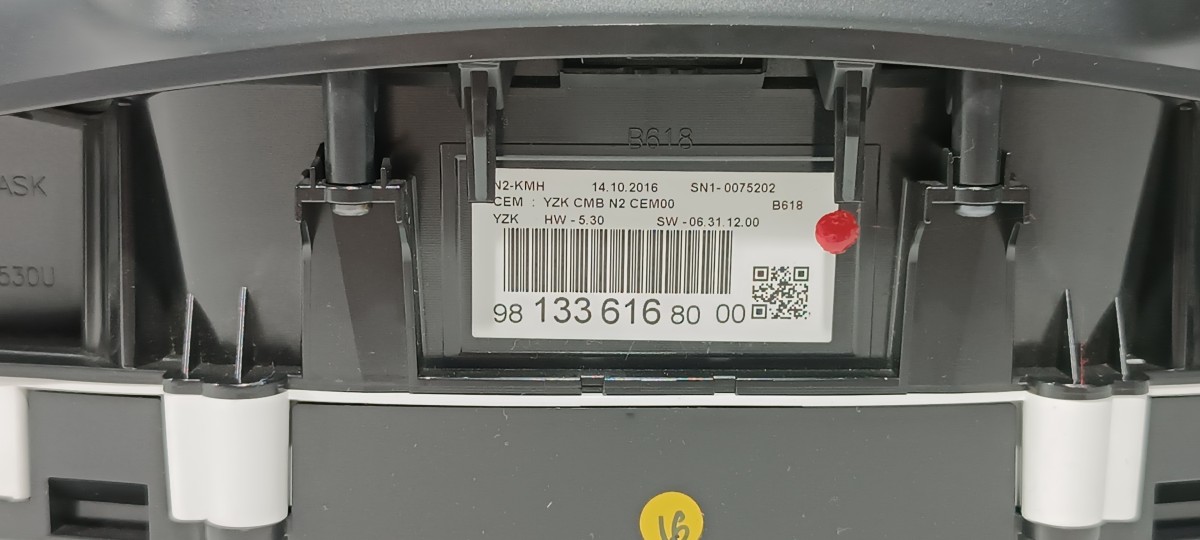 B618
ASK
530U
N2-KMH 14.10.2016 SN1-0075202
CEM : YZK CMB N2 CEM00 B618
YZK HW - 5.30 SW - 06.31.12.00
98 133 616 80 00
16